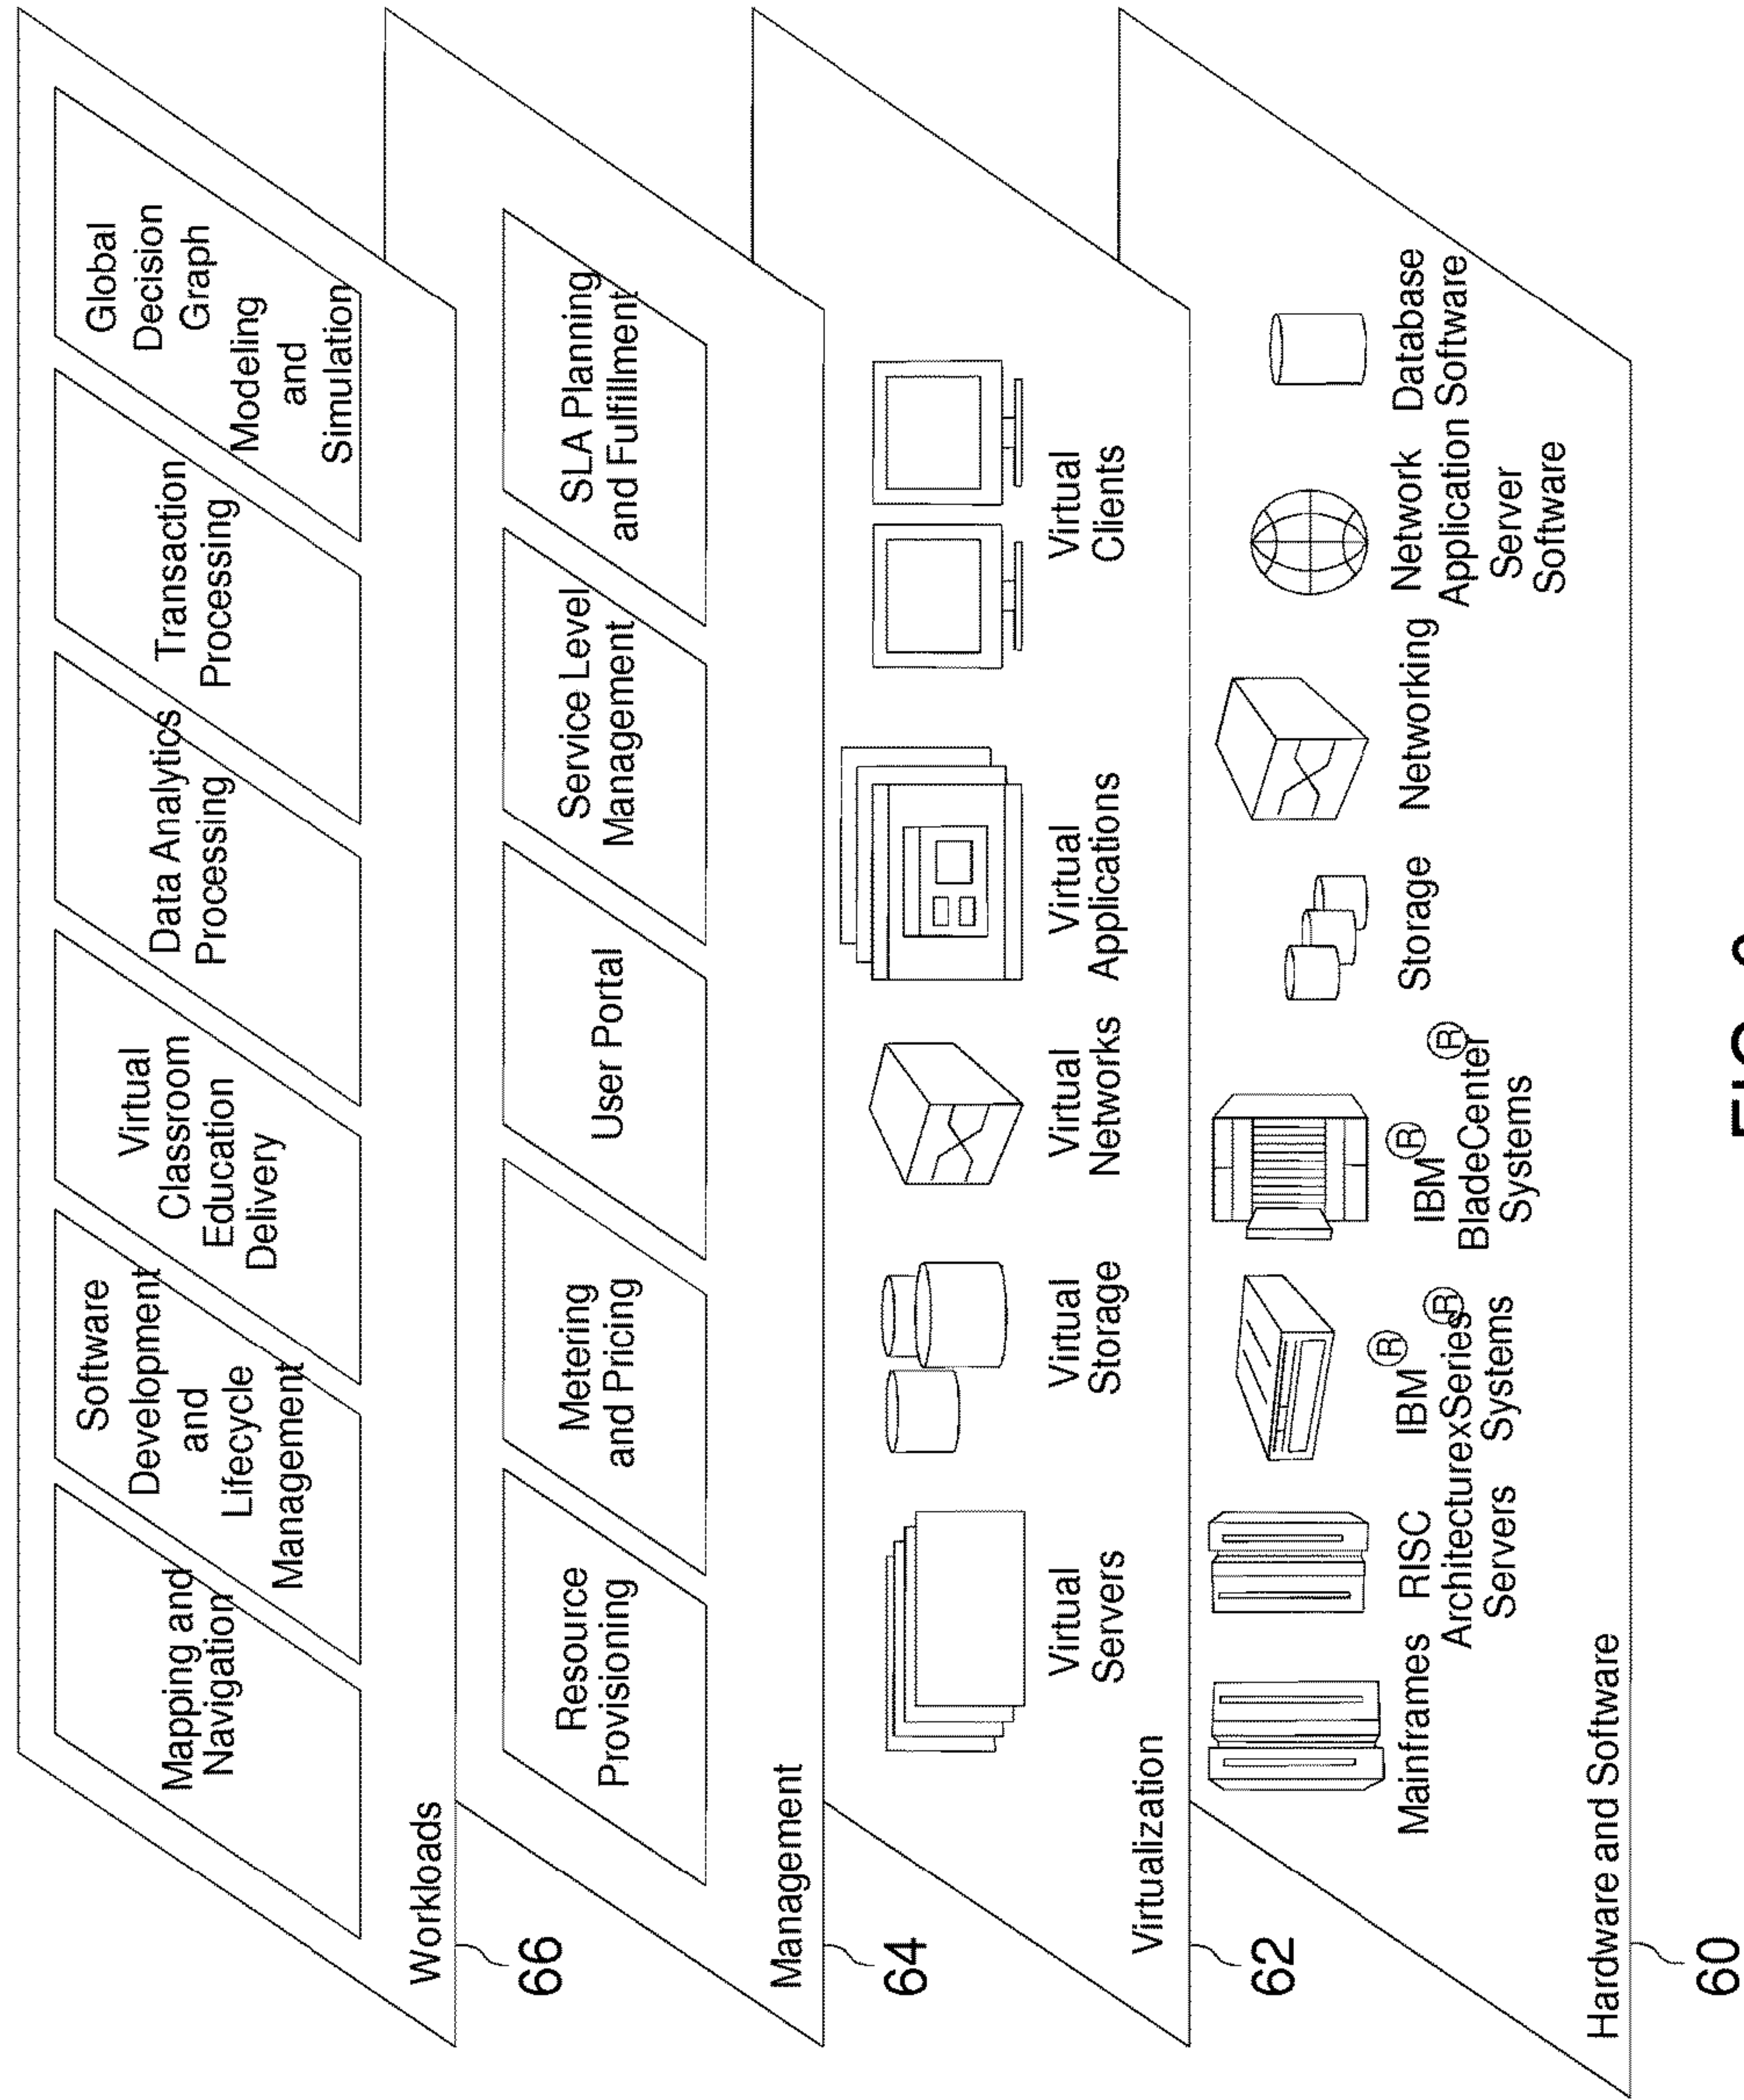 Mapping and
Navigation
Software
Development
and
Lifecycle
Management
Virtual
Classroom
Education
Delivery
Data Analytics
Processing
Transaction
Processing
Global
Decision
Graph
Modeling
and
Simulation
Workloads
66
Resource
Provisioning
Metering
and Pricing
User Portal
Service Level
Management
SLA Planning
and Fulfillment
Management
64
Virtual
Servers
Virtual
Storage
Virtual
Networks
Virtual
Applications
Virtual
Clients
Virtualization
62
Mainframes
RISC
Architecture
Servers
IBM®
xSeries®
Systems
IBM®
BladeCenter®
Systems
Storage
Networking
Network
Application
Server
Software
Database
Software
Hardware and Software
60